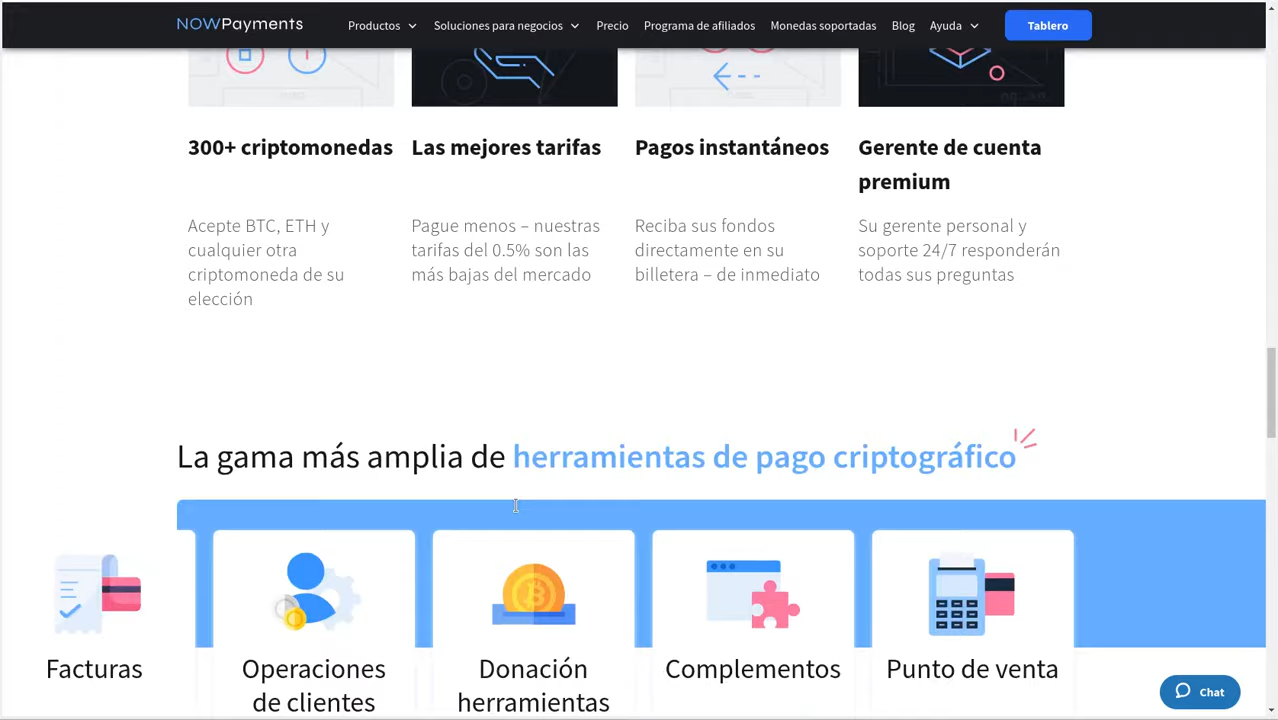 NOWPayments
Productos
Soluciones para negocios
Precio
Programa de afiliados
Monedas soportadas
Blog
Ayuda
Tablero
300+ criptomonedas
Acepte BTC, ETH y
cualquier otra
criptomoneda de su
elección
Las mejores tarifas
Pague menos – nuestras
tarifas del 0.5% son las
más bajas del mercado
Pagos instantáneos
Reciba sus fondos
directamente en su
billetera – de inmediato
Gerente de cuenta
premium
Su gerente personal y
soporte 24/7 responderán
todas sus preguntas
La gama más amplia de herramientas de pago criptográfico
Facturas
Operaciones
de clientes
Donación
herramientas
Complementos
Punto de venta
Chat